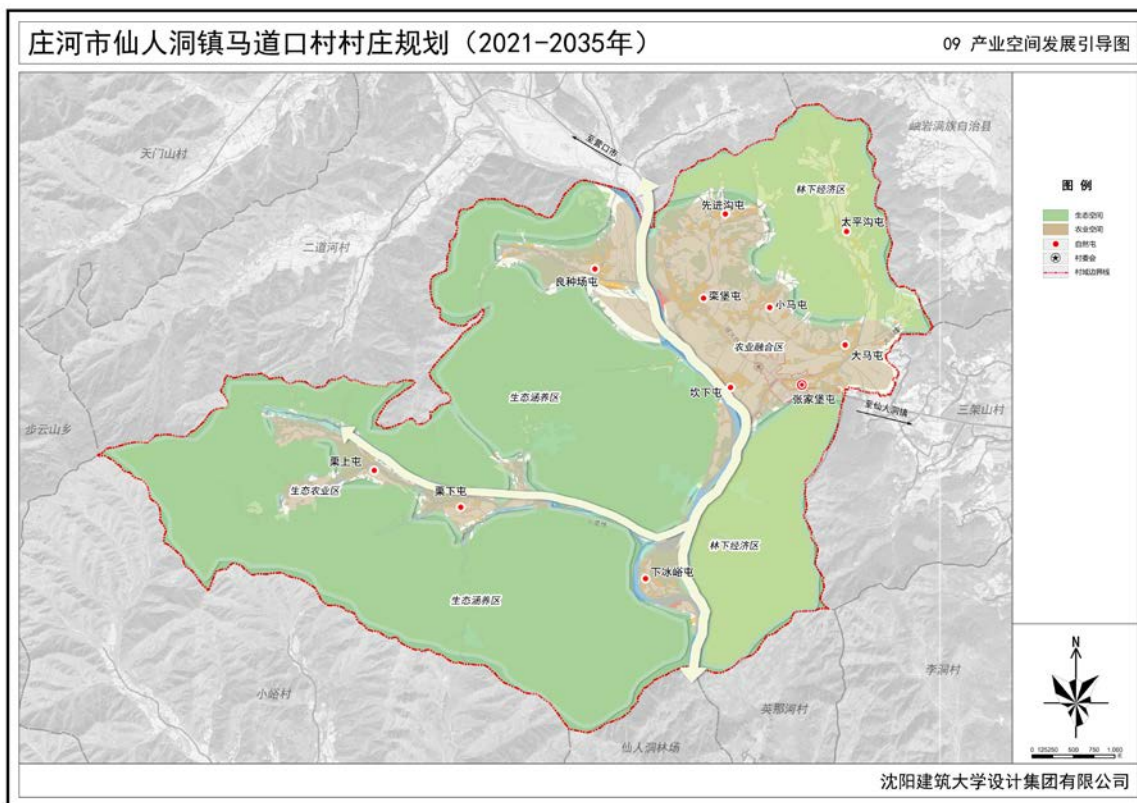 庄河市仙人洞镇马道口村村庄规划（2021-2035年）
09 产业空间发展引导图
岫岩满族自治县
天门山村
至营口市
林下经济区
先进沟屯
太平沟屯
二道河村
良种场屯
栾堡屯
小马屯
农业融合区
大马屯
坎下屯
张家堡屯
生态涵养区
至仙人洞镇
三架山村
步云山乡
栗上屯
生态农业区
栗下屯
林下经济区
下冰峪屯
生态涵养区
小峪村
李洞村
英那河村
仙人洞林场
图 例
生态空间
农业空间
自然屯
村委会
村域边界线
N
0 125250 500 750 1,000
沈阳建筑大学设计集团有限公司